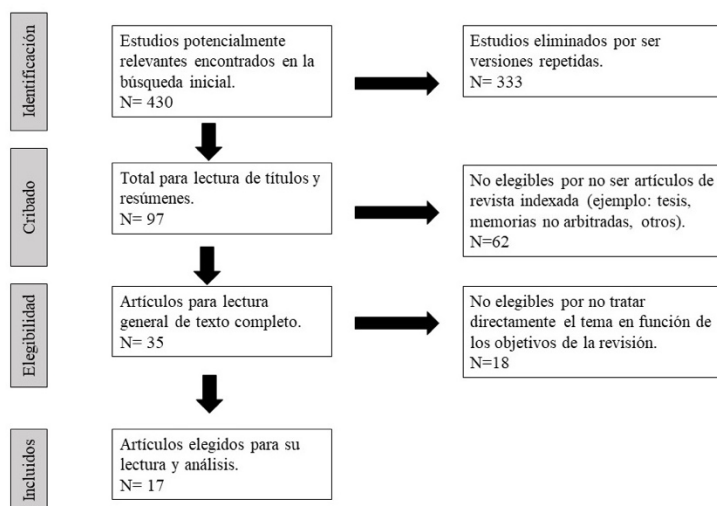 Identificación
Estudios potencialmente
relevantes encontrados en la
búsqueda inicial.
N= 430
Estudios eliminados por ser
versiones repetidas.
N= 333
Cribado
Total para lectura de títulos y
resúmenes.
N= 97
No elegibles por no ser artículos de
revista indexada (ejemplo: tesis,
memorias no arbitradas, otros).
N=62
Elegibilidad
Artículos para lectura
general de texto completo.
N= 35
No elegibles por no tratar
directamente el tema en función de
los objetivos de la revisión.
N=18
Incluidos
Artículos elegidos para su
lectura y análisis.
N= 17